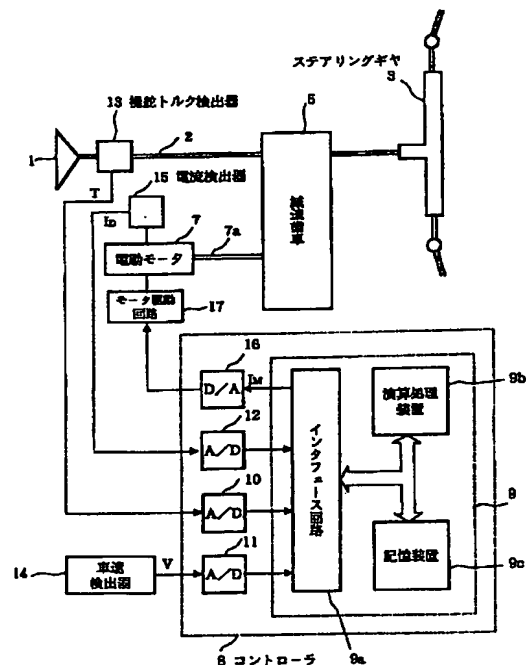 ステアリングギヤ
3
13 操舵トルク検出器
5
2
1
T
15 電流検出器
ID
7
7a
減速歯車
電動モータ
モータ駆動
回路
17
16
D/A
IM
9b
演算処理
装置
12
A/D
インタフェース回路
9
10
A/D
記憶装置
11
9c
14
車速
検出器
V
A/D
8 コントローラ
9a